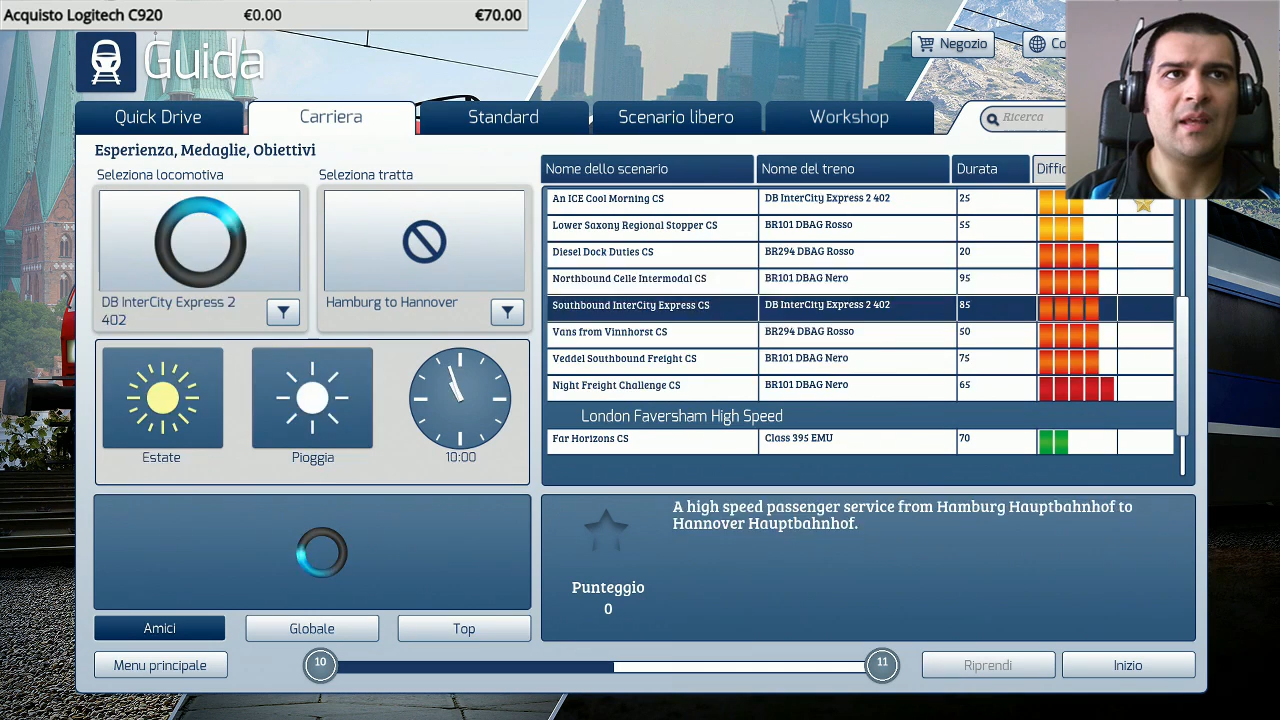 Acquisto Logitech C920 €0.00 €70.00
Guida
Negozio
Co
Quick Drive Carriera Standard Scenario libero Workshop
Ricerca
Esperienza, Medaglie, Obiettivi
Seleziona locomotiva Seleziona tratta
DB InterCity Express 2
402
Hamburg to Hannover
Estate Pioggia 10:00
Nome dello scenario Nome del treno Durata Diffic
An ICE Cool Morning CS DB InterCity Express 2 402 25
Lower Saxony Regional Stopper CS BR101 DBAG Rosso 55
Diesel Dock Duties CS BR294 DBAG Rosso 20
Northbound Celle Intermodal CS BR101 DBAG Nero 95
Southbound InterCity Express CS DB InterCity Express 2 402 85
Vans from Vinnhorst CS BR294 DBAG Rosso 50
Veddel Southbound Freight CS BR101 DBAG Nero 75
Night Freight Challenge CS BR101 DBAG Nero 65
London Faversham High Speed
Far Horizons CS Class 395 EMU 70
A high speed passenger service from Hamburg Hauptbahnhof to
Hannover Hauptbahnhof.
Punteggio
0
Amici Globale Top
Menu principale 10 11 Riprendi Inizio